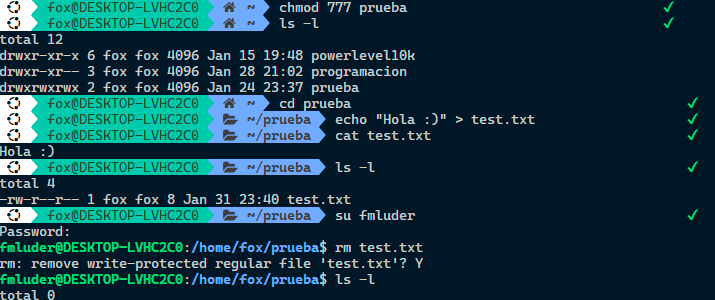 fox@DESKTOP-LVHC2C0 ~ chmod 777 prueba ✓
fox@DESKTOP-LVHC2C0 ~ ls -l ✓
total 12
drwxr-xr-x 6 fox fox 4096 Jan 15 19:48 powerlevel10k
drwxr-xr-- 3 fox fox 4096 Jan 28 21:02 programacion
drwxrwxrwx 2 fox fox 4096 Jan 24 23:37 prueba
fox@DESKTOP-LVHC2C0 ~ cd prueba ✓
fox@DESKTOP-LVHC2C0 ~/prueba echo "Hola :)" > test.txt ✓
fox@DESKTOP-LVHC2C0 ~/prueba cat test.txt ✓
Hola :)
fox@DESKTOP-LVHC2C0 ~/prueba ls -l ✓
total 4
-rw-r--r-- 1 fox fox 8 Jan 31 23:40 test.txt
fox@DESKTOP-LVHC2C0 ~/prueba su fmluder ✓
Password:
fmluder@DESKTOP-LVHC2C0:/home/fox/prueba$ rm test.txt
rm: remove write-protected regular file 'test.txt'? Y
fmluder@DESKTOP-LVHC2C0:/home/fox/prueba$ ls -l
total 0